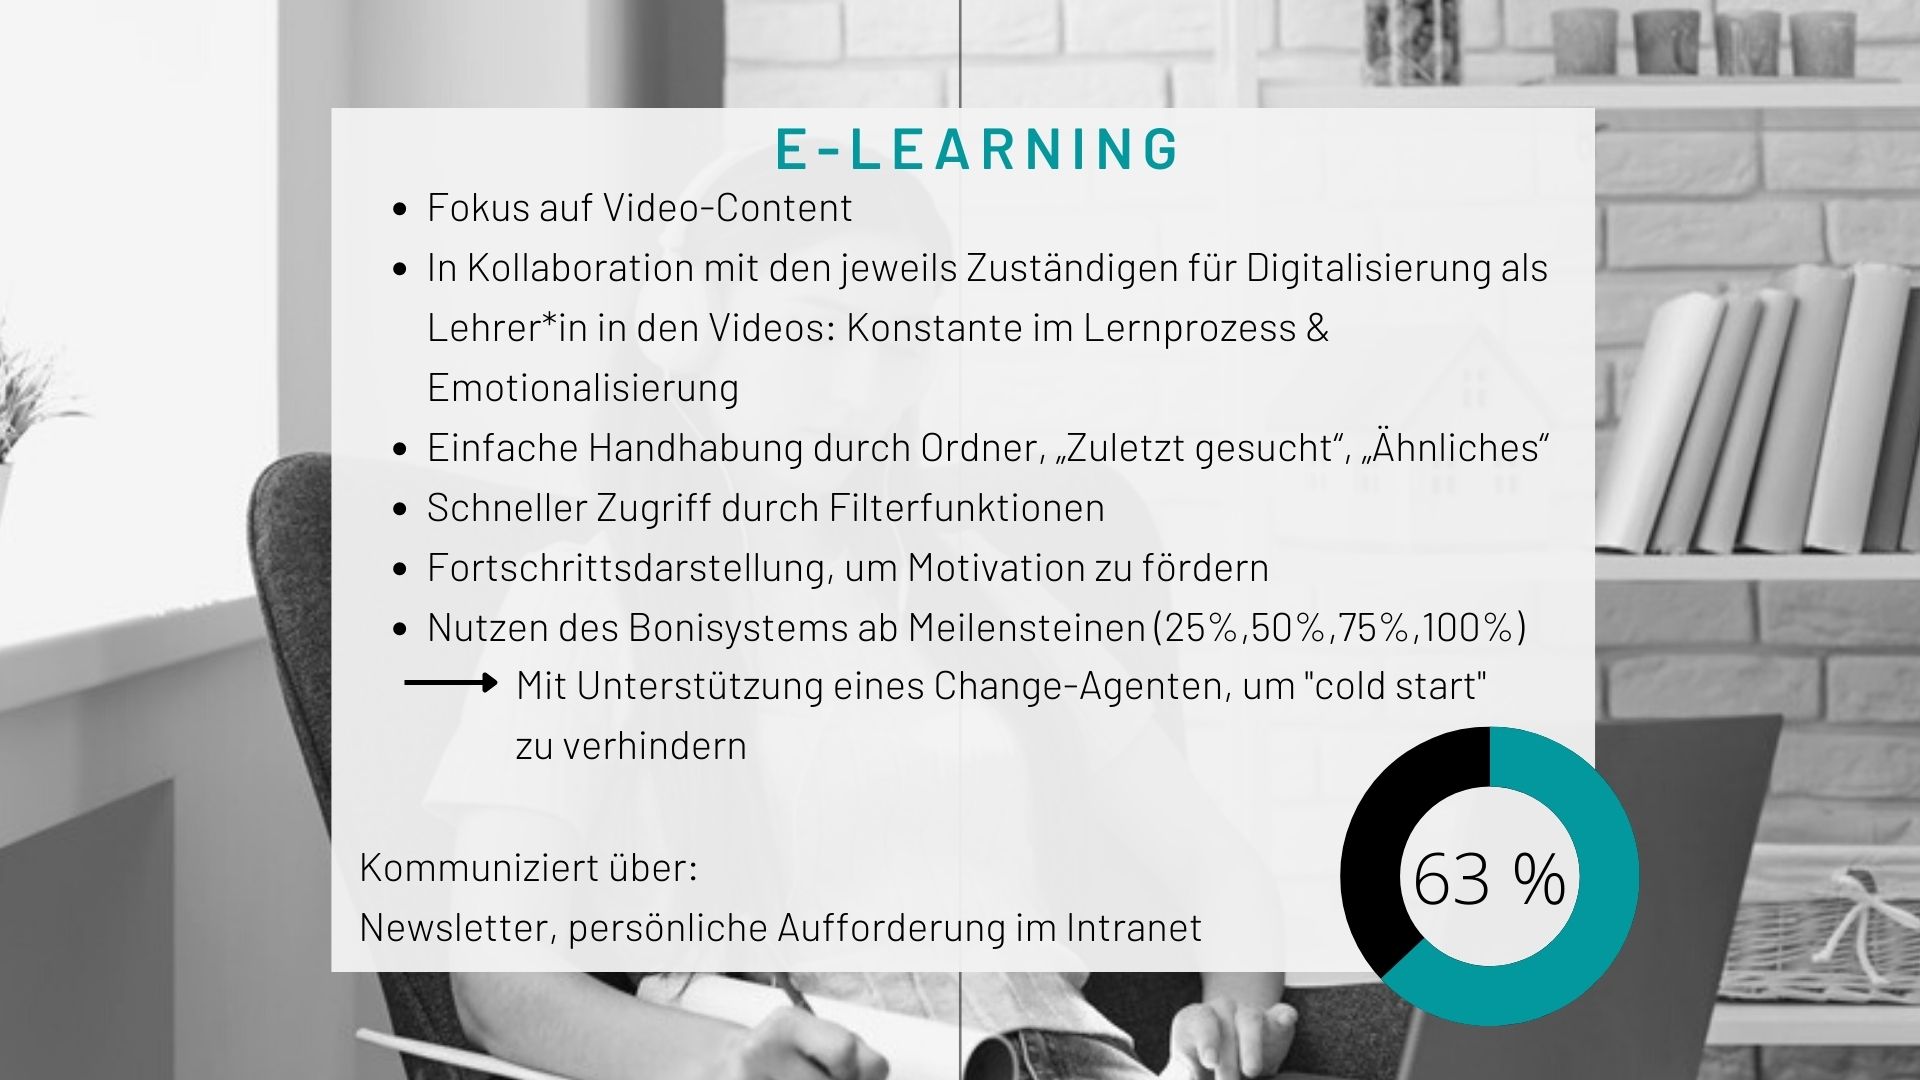 E-LEARNING
• Fokus auf Video-Content
• In Kollaboration mit den jeweils Zuständigen für Digitalisierung als
Lehrer*in in den Videos: Konstante im Lernprozess &
Emotionalisierung
• Einfache Handhabung durch Ordner, „Zuletzt gesucht“, „Ähnliches“
• Schneller Zugriff durch Filterfunktionen
• Fortschrittsdarstellung, um Motivation zu fördern
• Nutzen des Bonisystems ab Meilensteinen (25%,50%,75%,100%)
Mit Unterstützung eines Change-Agenten, um "cold start"
zu verhindern
Kommuniziert über:
Newsletter, persönliche Aufforderung im Intranet
63 %